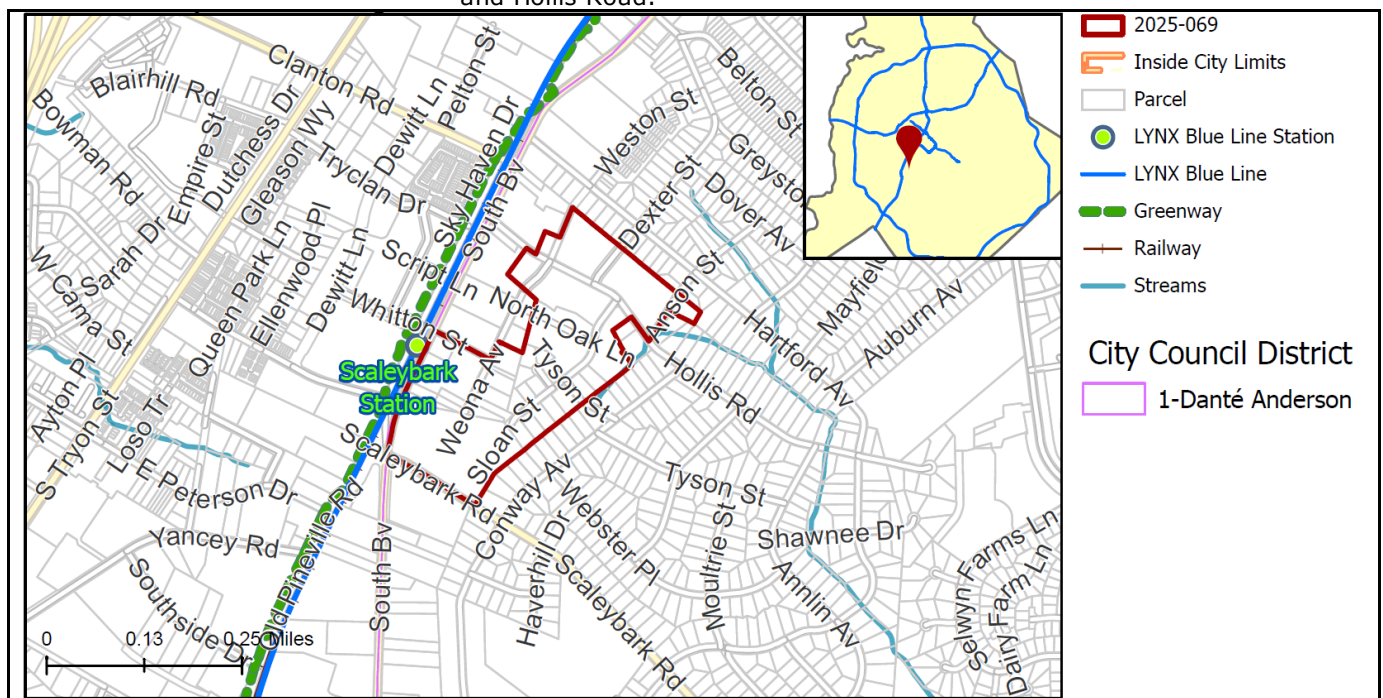 and Hollis Road.
Blairhill Rd
Bowman Rd
Clanton Rd
Pelton St
Dewitt Ln
Belton St
Weston St
Empire St
Dutchess Dr
Gleason Wy
Tryclan Dr
Sky Haven Dr
South Bv
Dexter St
Dover Av
Sarah Dr
W Cama St
Queen Park Ln
Ellenwood Pl
Dewitt Ln
Script Ln
Whitton St
North Oak Ln
Anson St
Mayfield
Auburn Av
Hartford Av
Hollis Rd
Ayton Pl
S Tryon St
Loso Tr
E Peterson Dr
Scaleybark
Station
Weona Av
Tyson St
Sloan St
Scaleybark Rd
Conway Av
Webster Pl
Haverhill Dr
Tyson St
Moultrie St
Shawnee Dr
Annlin Av
Selwyn Farms Ln
Dairy Farm Ln
Yancey Rd
Southside Dr
Old Pineville Rd
South Bv
Scaleybark Rd
0 0.13 0.25 Miles
2025-069
Inside City Limits
Parcel
LYNX Blue Line Station
LYNX Blue Line
Greenway
Railway
Streams
City Council District
1-Danté Anderson